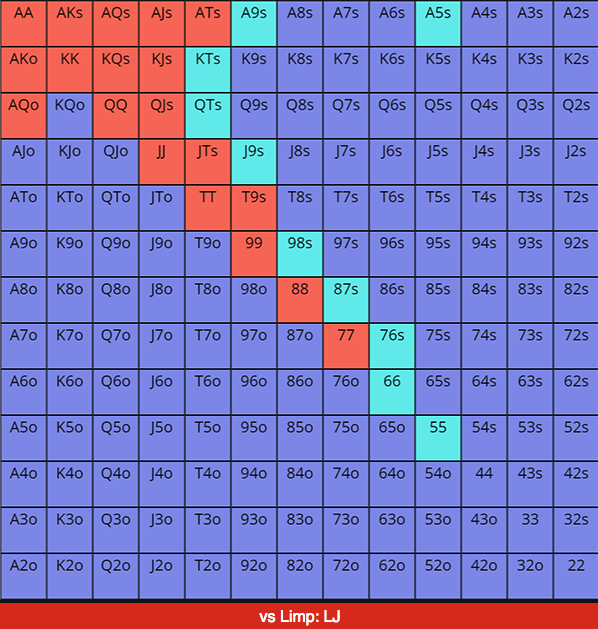 AA AKs AQs AJs ATs A9s A8s A7s A6s A5s A4s A3s A2s
AKo KK KQs KJs KTs K9s K8s K7s K6s K5s K4s K3s K2s
AQo KQo QQ QJs QTs Q9s Q8s Q7s Q6s Q5s Q4s Q3s Q2s
AJo KJo QJo JJ JTs J9s J8s J7s J6s J5s J4s J3s J2s
ATo KTo QTo JTo TT T9s T8s T7s T6s T5s T4s T3s T2s
A9o K9o Q9o J9o T9o 99 98s 97s 96s 95s 94s 93s 92s
A8o K8o Q8o J8o T8o 98o 88 87s 86s 85s 84s 83s 82s
A7o K7o Q7o J7o T7o 97o 87o 77 76s 75s 74s 73s 72s
A6o K6o Q6o J6o T6o 96o 86o 76o 66 65s 64s 63s 62s
A5o K5o Q5o J5o T5o 95o 85o 75o 65o 55 54s 53s 52s
A4o K4o Q4o J4o T4o 94o 84o 74o 64o 54o 44 43s 42s
A3o K3o Q3o J3o T3o 93o 83o 73o 63o 53o 43o 33 32s
A2o K2o Q2o J2o T2o 92o 82o 72o 62o 52o 42o 32o 22
vs Limp: LJ